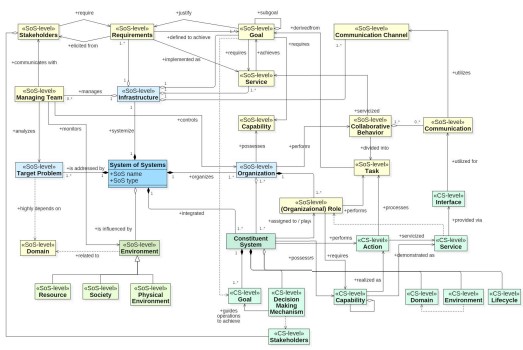 +subgoal
+require
+justify
«SoS-level»
Stakeholders
«SoS-level»
Requirements
«SoS-level»
Goal
+derivedfrom
«SoS-level»
Communication Channel
+elicited from
+defined to achieve
+requires
+achieves
+requires
+implemented as
+communicates with
«SoS-level»
Service
+utilizes
«SoS-level»
Managing Team
+manages
«SoS-level»
Infrastructure
+controls
+servicized
«SoS-level»
Capability
«SoS-level»
Collaborative
Behavior
«SoS-level»
Communication
+analyzes
+monitors
+systemize
+possesses
+performs
+divided into
+utilized for
«SoS-level»
Target Problem
+is addressed by
System of Systems
+SoS name
+SoS type
+organizes
«SoS-level»
Organization
«SoS-level»
Task
+highly depends on
+integrated
«SoS-level»
(Organizaional) Role
+performs
+processes
«CS-level»
Interface
+assigned to / plays
+provided via
+is influenced by
«SoS-level»
Domain
+related to
«SoS-level»
Environment
Constituent
System
+performs
«CS-level»
Action
+servicized
«CS-level»
Service
+possesses
+requires
+demonstrated as
+realized as
«SoS-level»
Resource
«SoS-level»
Society
«SoS-level»
Physical
Environment
«CS-level»
Goal
«CS-level»
Decision
Making
Mechanism
«CS-level»
Capability
«CS-level»
Domain
«CS-level»
Environment
«CS-level»
Lifecycle
+guides
operations
to achieve
«CS-level»
Stakeholders